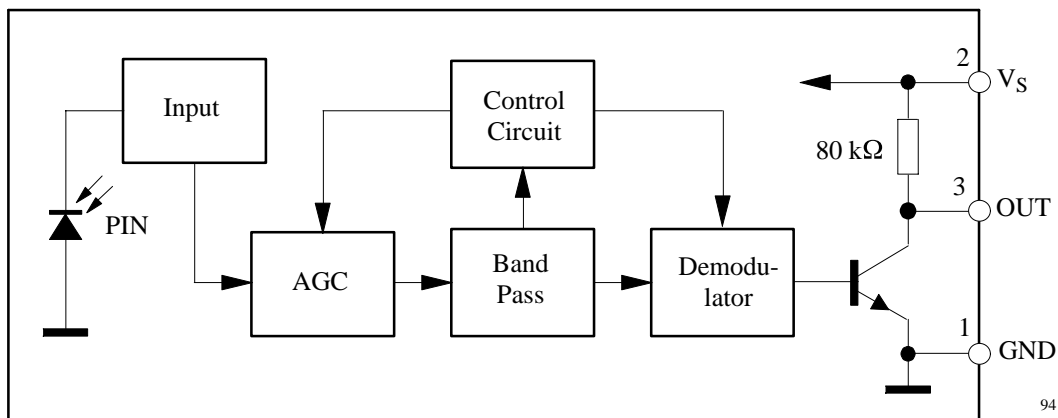 Input
Control
Circuit
2
V_S
80 kΩ
3
OUT
PIN
AGC
Band
Pass
Demodu-
lator
1
GND
94